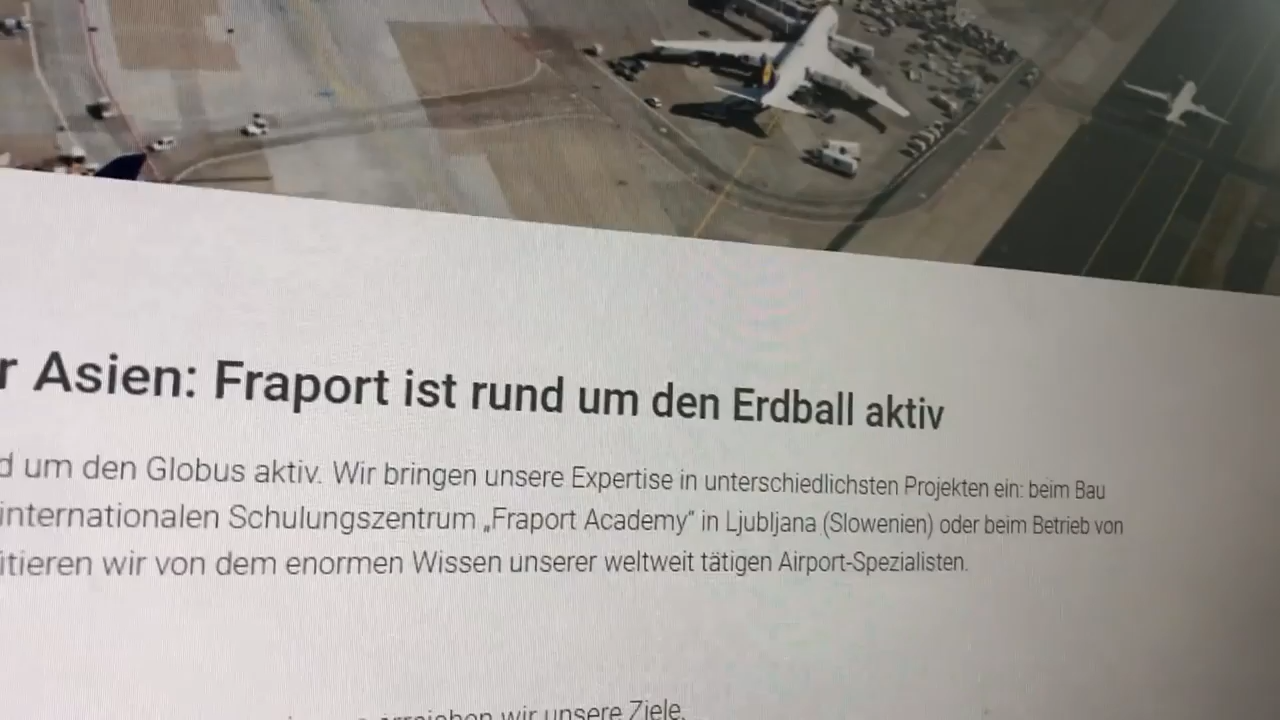 Asien: Fraport ist rund um den Erdball aktiv
um den Globus aktiv. Wir bringen unsere Expertise in unterschiedlichsten Projekten ein: beim Bau
internationalen Schulungszentrum „Fraport Academy“ in Ljubljana (Slowenien) oder beim Betrieb von
wir von dem enormen Wissen unserer weltweit tätigen Airport-Spezialisten.
wir unsere Ziele.